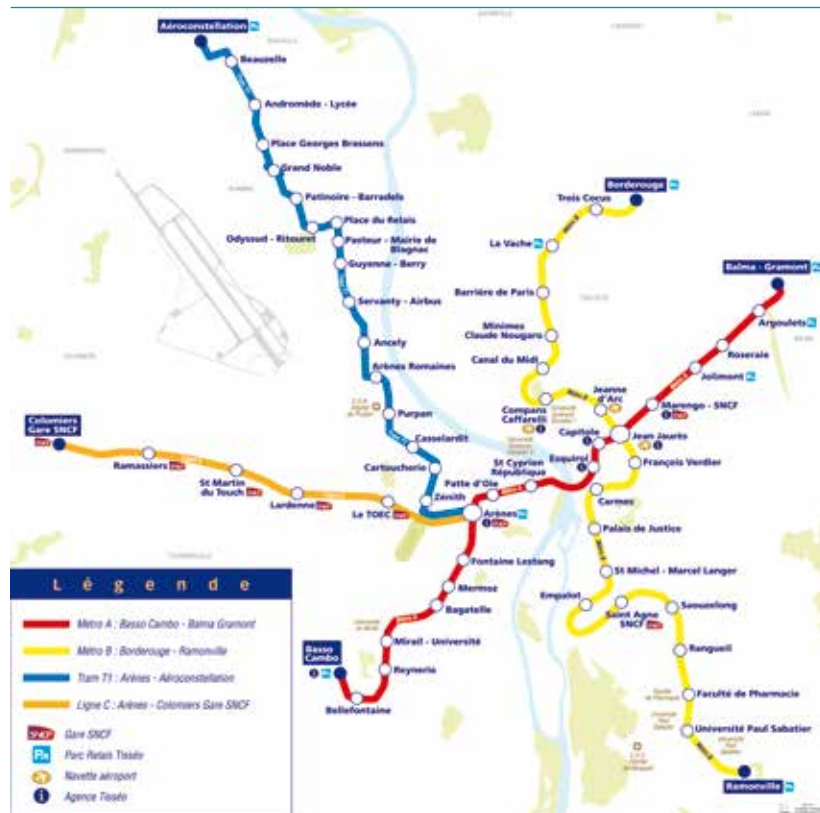 Aéroconstellation
Beauzelle
Andromède - Lycée
Place Georges Brassens
Grand Noble
Patinoire - Barradels
Place du Relais
Odyssud - Ritouret
Pasteur - Mairie de
Blagnac
Guyenne - Berry
Servanty - Airbus
Ancely
Arènes Romaines
Purpan
Casselardit
Cartoucherie
Zénith
Trois Cocus
Borderouge
La Vache
Barrière de Paris
Minimes
Claude Nougaro
Canal du Midi
Compans
Caffarelli
Jeanne
d'Arc
Balma - Gramont
Argoulets
Roseraie
Jolimont
Marengo - SNCF
Capitole
Jean Jaurès
Esquirol
François Verdier
St Cyprien
République
Patte d'Oie
Carmes
Palais de Justice
St Michel - Marcel Langer
Empalot
Saint Agne
SNCF
Saouzelong
Rangueil
Faculté de Pharmacie
Université Paul Sabatier
Ramonville
Colomiers
Gare SNCF
Ramassiers
St Martin
du Touch
Lardenne
Le TOEC
Arènes
Fontaine Lestang
Mermoz
Bagatelle
Mirail - Université
Reynerie
Basso
Cambo
Bellefontaine
Légende
Métro A : Basso Cambo - Balma Gramont
Métro B : Borderouge - Ramonville
Tram T1 : Arènes - Aéroconstellation
Ligne C : Arènes - Colomiers Gare SNCF
SNCF Gare SNCF
Parc Relais Tisséo
Navette aéroport
i Agence Tisséo